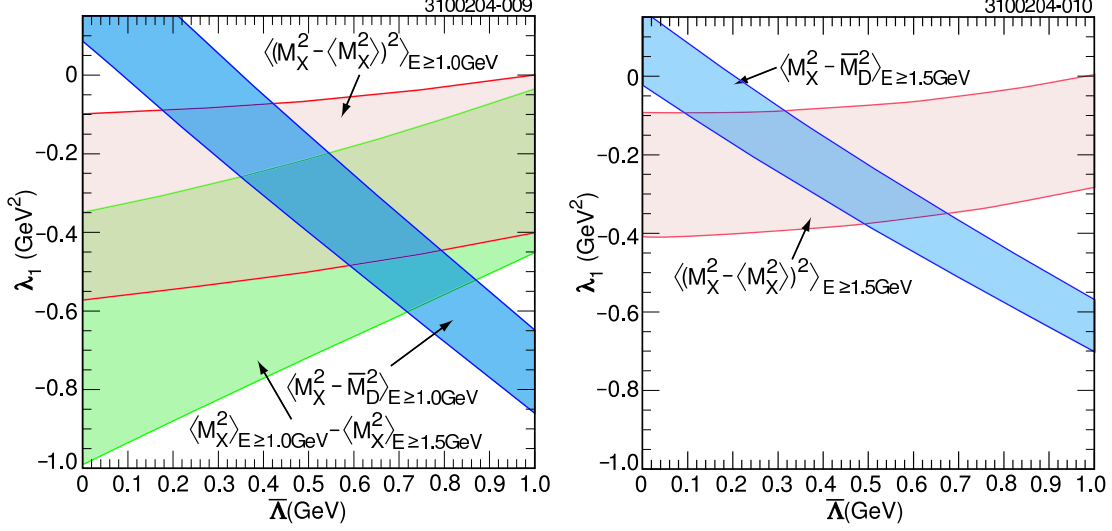 3100204-009
⟨(M_X^2 - ⟨M_X^2⟩)^2⟩_E≥1.0GeV
0
−0.2
−0.4
−0.6
−0.8
−1.0
λ_1 (GeV^2)
⟨M_X^2 - M̅_D^2⟩_E≥1.0GeV
⟨M_X^2⟩_E≥1.0GeV - ⟨M_X^2⟩_E≥1.5GeV
0 0.1 0.2 0.3 0.4 0.5 0.6 0.7 0.8 0.9 1.0
Λ̅ (GeV)
3100204-010
⟨M_X^2 - M̅_D^2⟩_E≥1.5GeV
0
−0.2
−0.4
−0.6
−0.8
−1.0
λ_1 (GeV^2)
⟨(M_X^2 - ⟨M_X^2⟩)^2⟩_E≥1.5GeV
0 0.1 0.2 0.3 0.4 0.5 0.6 0.7 0.8 0.9 1.0
Λ̅ (GeV)